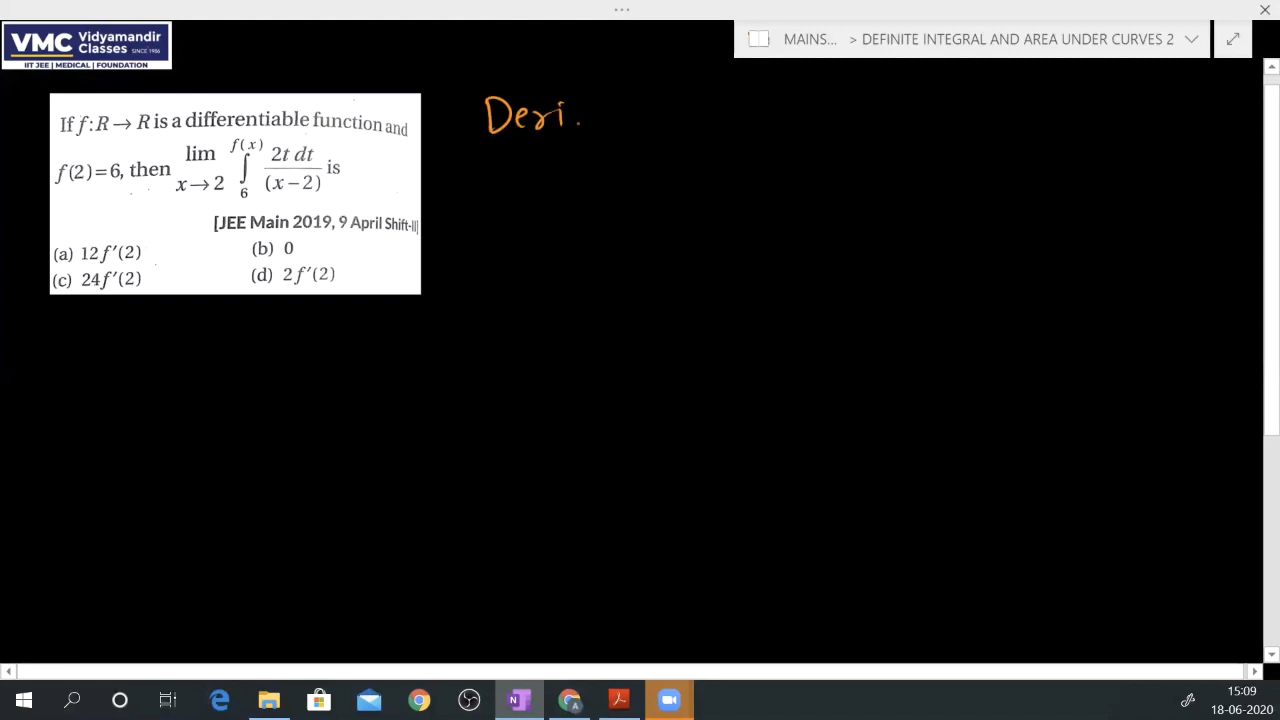 VMC Vidyamandir Classes SINCE 1986
IIT JEE | MEDICAL | FOUNDATION
MAINS... > DEFINITE INTEGRAL AND AREA UNDER CURVES 2
If f : R → R is a differentiable function and
f(2) = 6, then lim x → 2 ∫ 6 f(x) 2t dt / (x − 2) is
[JEE Main 2019, 9 April Shift-II]
(a) 12f′(2) (b) 0
(c) 24f′(2) (d) 2f′(2)
Deri.
15:09
18-06-2020